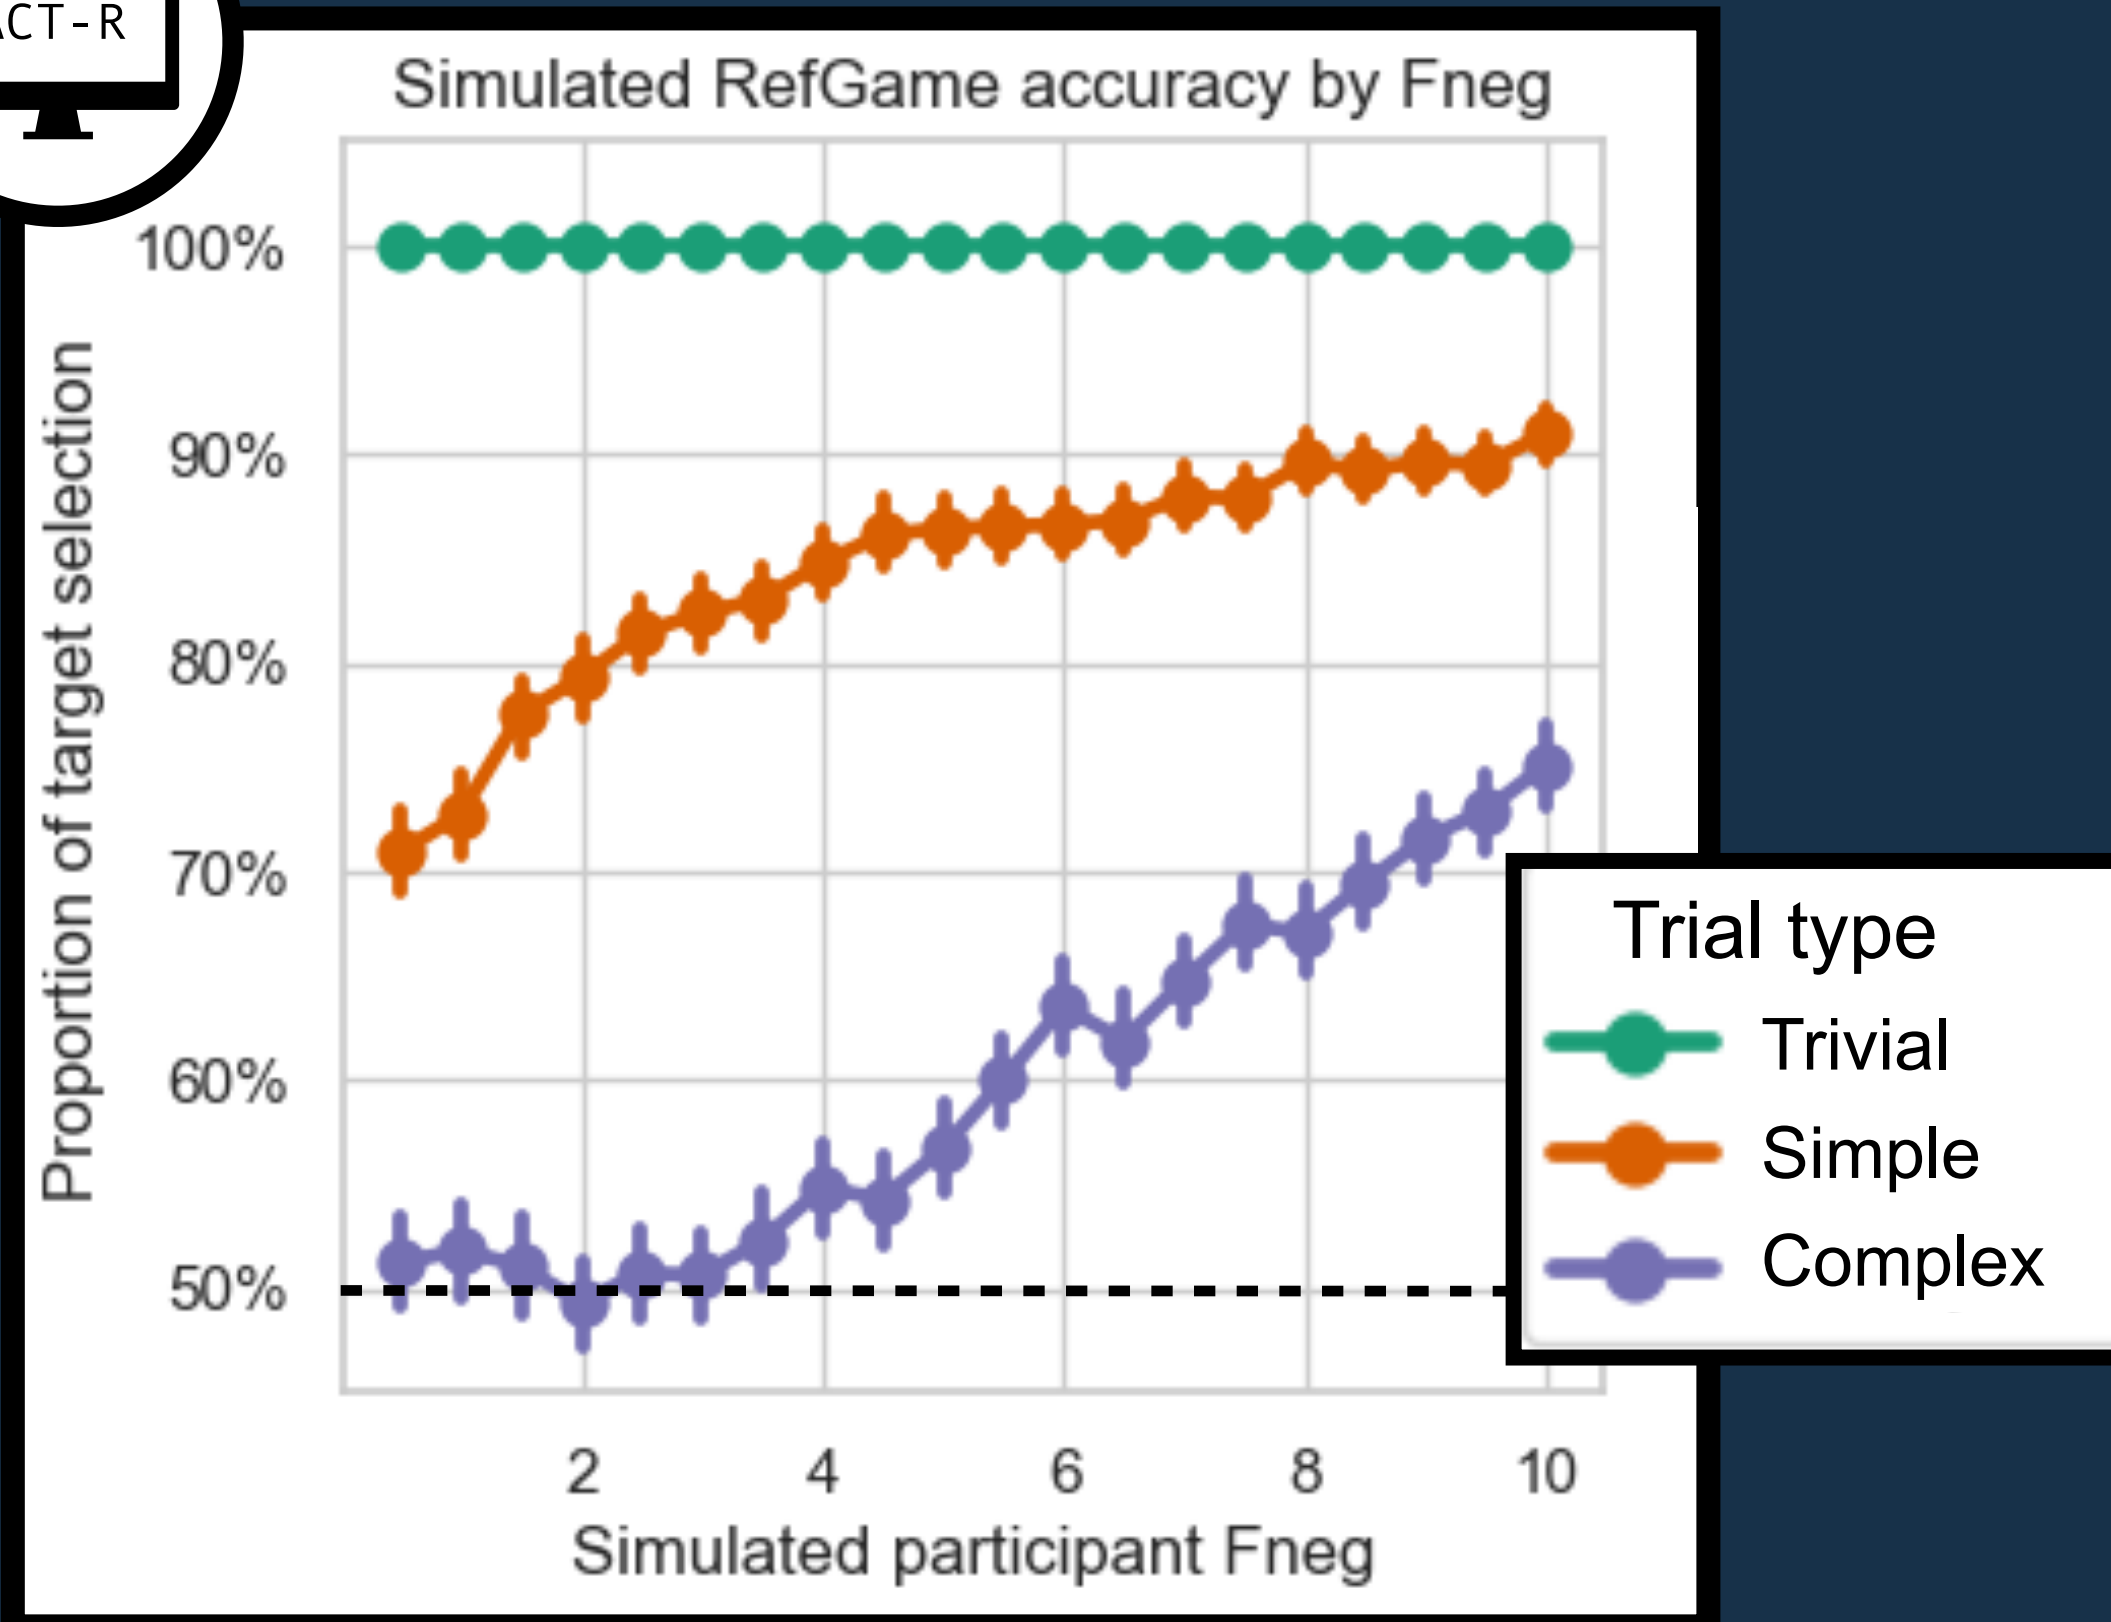 ACT-R
Simulated RefGame accuracy by Fneg
Proportion of target selection
100%
90%
80%
70%
60%
50%
2 4 6 8 10
Simulated participant Fneg
Trial type
Trivial
Simple
Complex